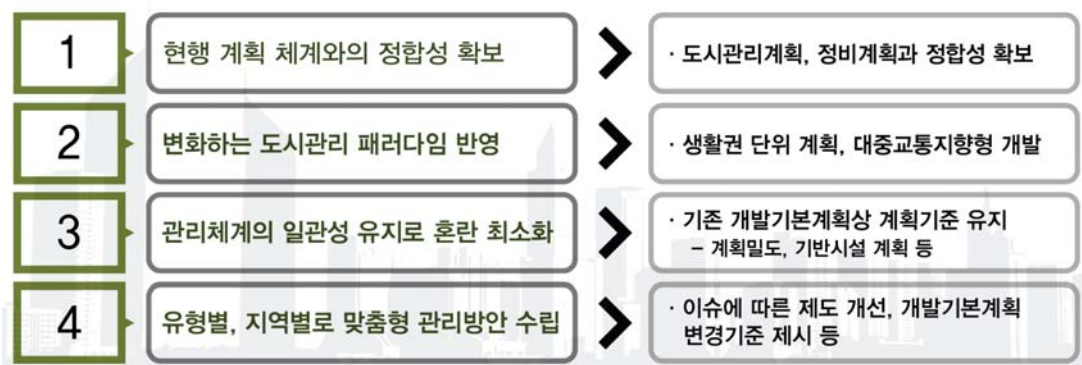 1
현행 계획 체계와의 정합성 확보
· 도시관리계획, 정비계획과 정합성 확보
2
변화하는 도시관리 패러다임 반영
· 생활권 단위 계획, 대중교통지향형 개발
3
관리체계의 일관성 유지로 혼란 최소화
· 기존 개발기본계획상 계획기준 유지
– 계획밀도, 기반시설 계획 등
4
유형별, 지역별로 맞춤형 관리방안 수립
· 이슈에 따른 제도 개선, 개발기본계획
변경기준 제시 등